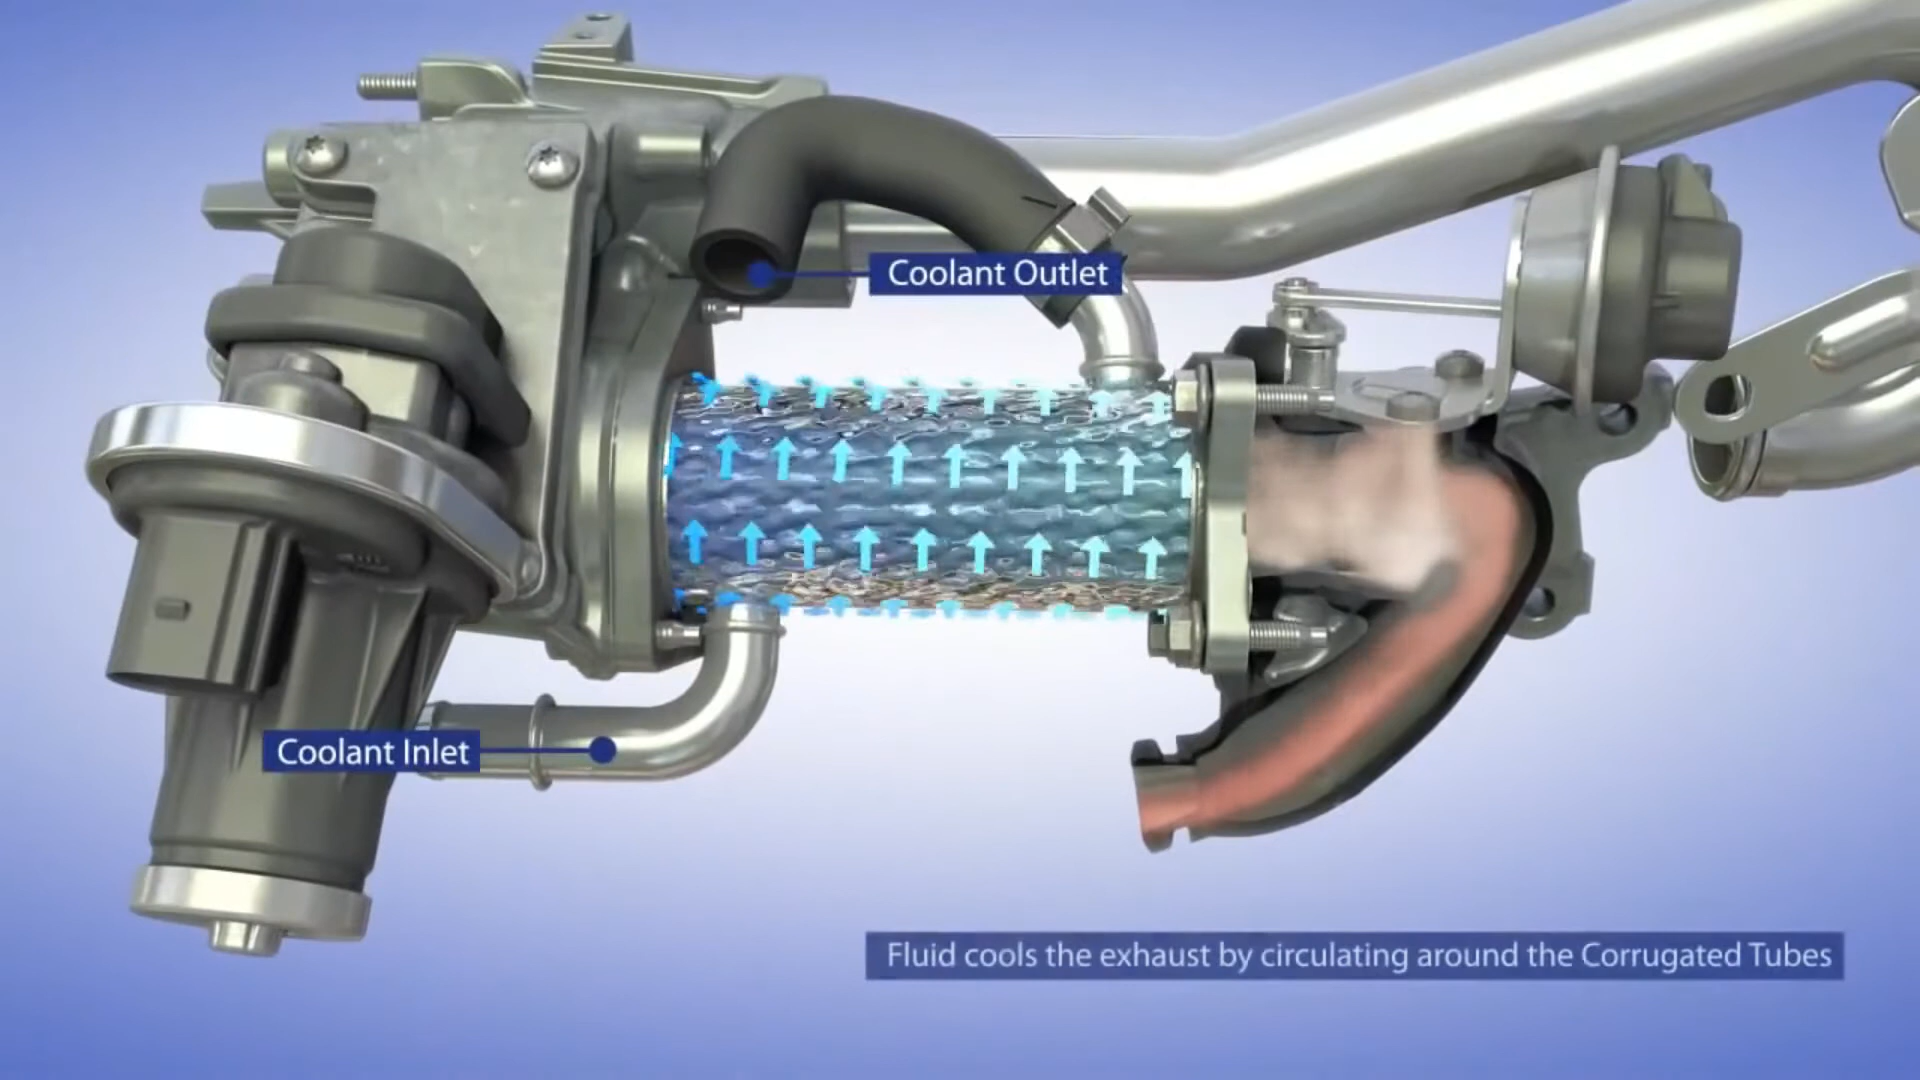 Coolant Outlet
Coolant Inlet
Fluid cools the exhaust by circulating around the Corrugated Tubes